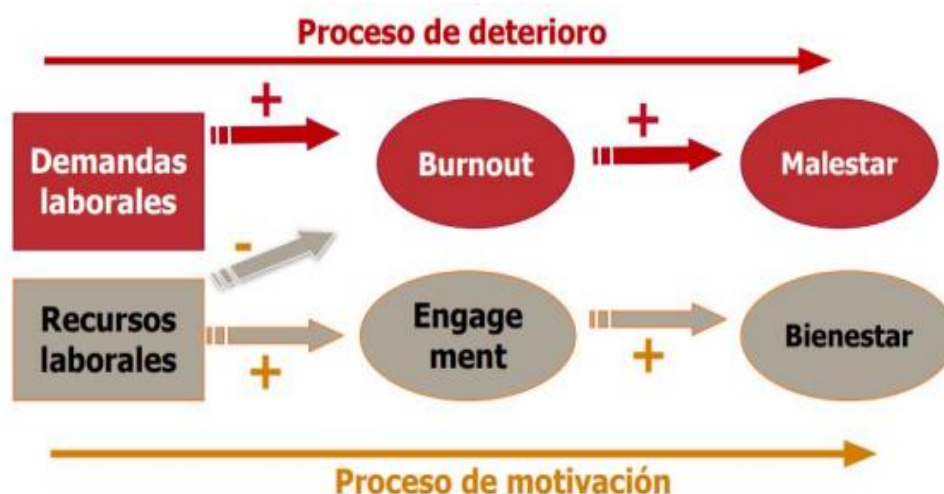 Proceso de deterioro
+
+
Demandas
laborales
Burnout
Malestar
-
Recursos
laborales
Engage
ment
Bienestar
+
+
Proceso de motivación